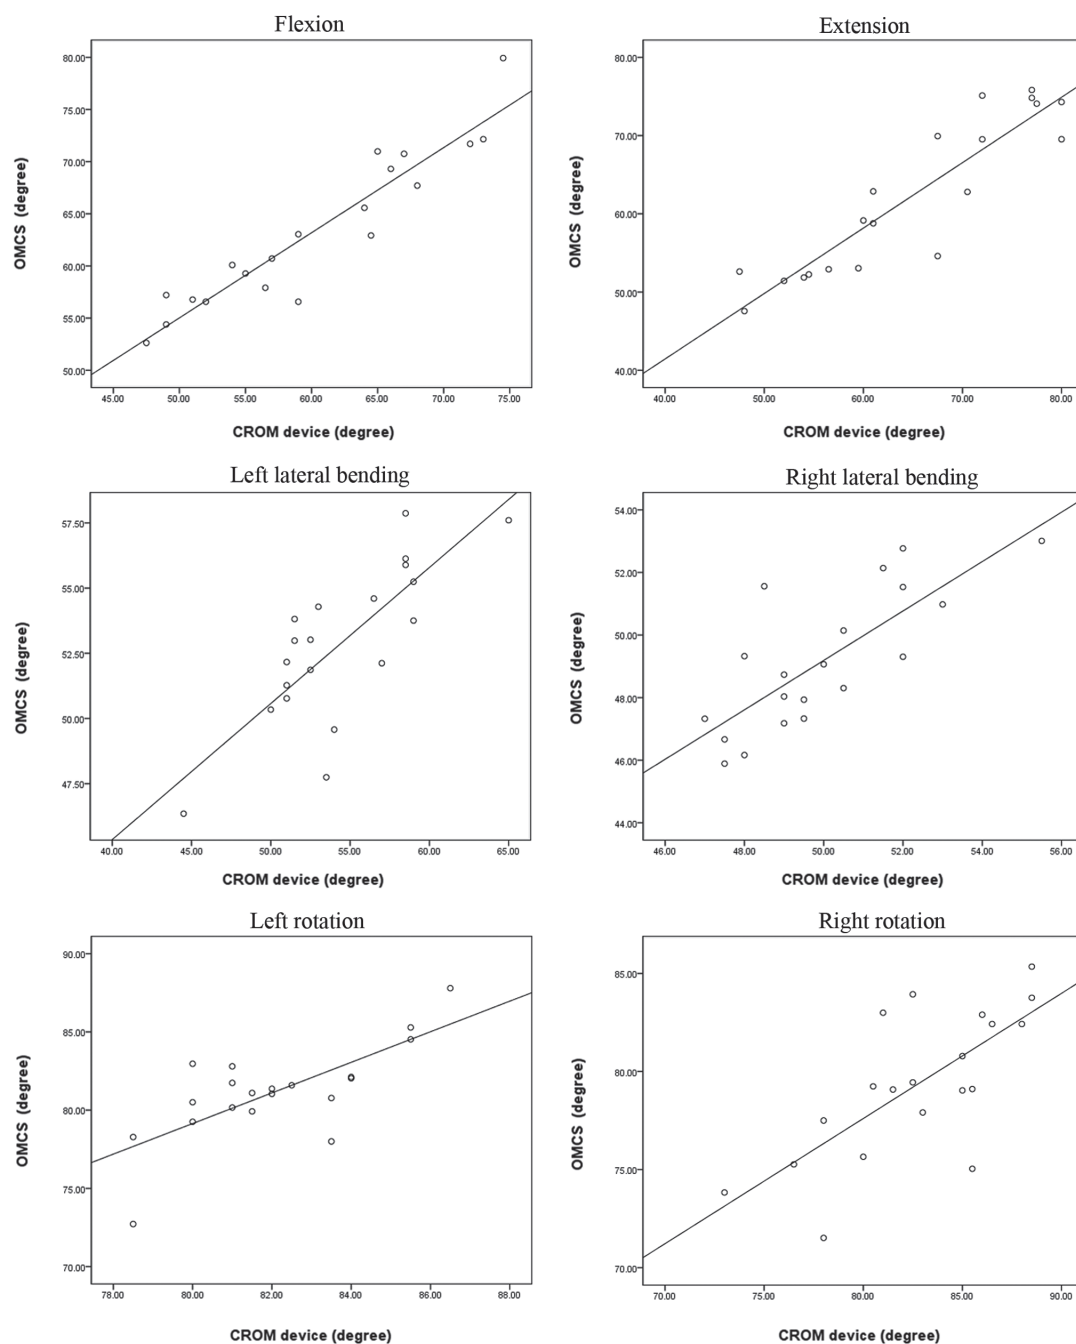 Flexion
80.00
75.00
70.00
65.00
60.00
55.00
50.00
OMCS (degree)
45.00 50.00 55.00 60.00 65.00 70.00 75.00
CROM device (degree)
Extension
80.00
70.00
60.00
50.00
40.00
OMCS (degree)
40.00 50.00 60.00 70.00 80.00
CROM device (degree)
Left lateral bending
57.50
55.00
52.50
50.00
47.50
OMCS (degree)
40.00 45.00 50.00 55.00 60.00 65.00
CROM device (degree)
Right lateral bending
54.00
52.00
50.00
48.00
46.00
44.00
OMCS (degree)
46.00 48.00 50.00 52.00 54.00 56.00
CROM device (degree)
Left rotation
90.00
85.00
80.00
75.00
70.00
OMCS (degree)
78.00 80.00 82.00 84.00 86.00 88.00
CROM device (degree)
Right rotation
85.00
80.00
75.00
70.00
OMCS (degree)
70.00 75.00 80.00 85.00 90.00
CROM device (degree)